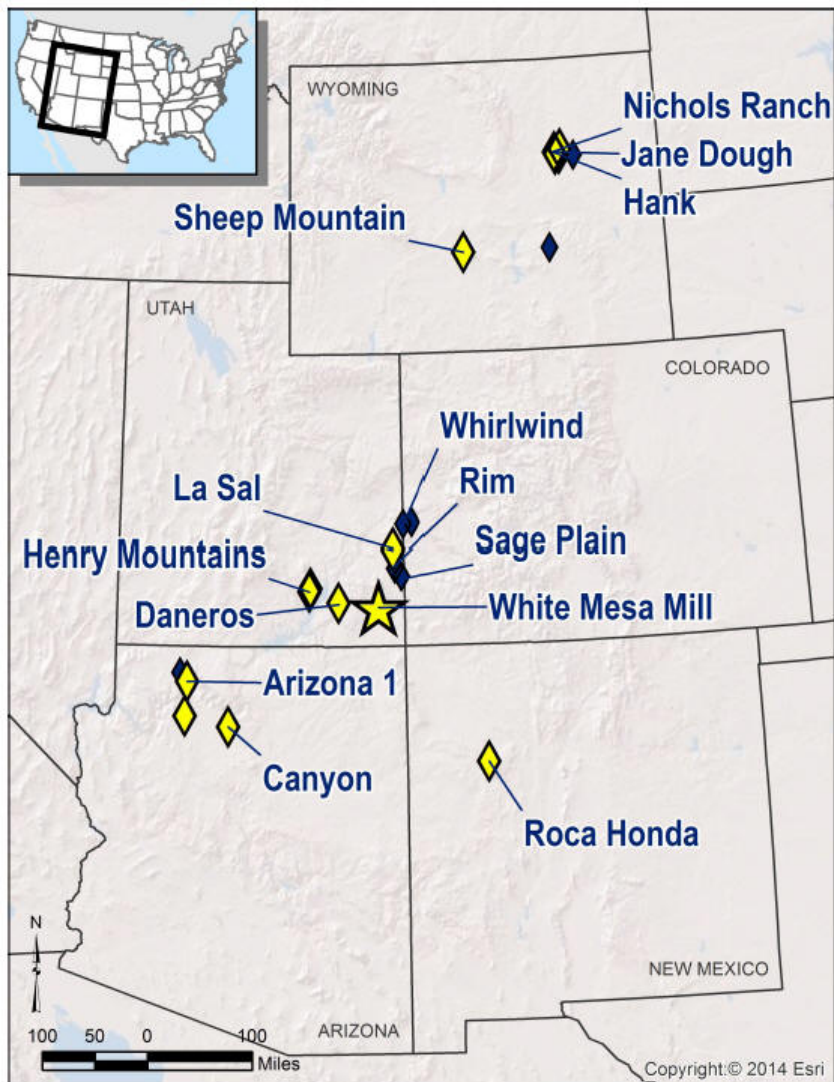 WYOMING
Nichols Ranch
Jane Dough
Hank
Sheep Mountain
UTAH
COLORADO
Whirlwind
La Sal
Rim
Sage Plain
Henry Mountains
Daneros
White Mesa Mill
Arizona 1
Canyon
Roca Honda
N
NEW MEXICO
ARIZONA
100 50 0 100
Miles
Copyright:© 2014 Esri